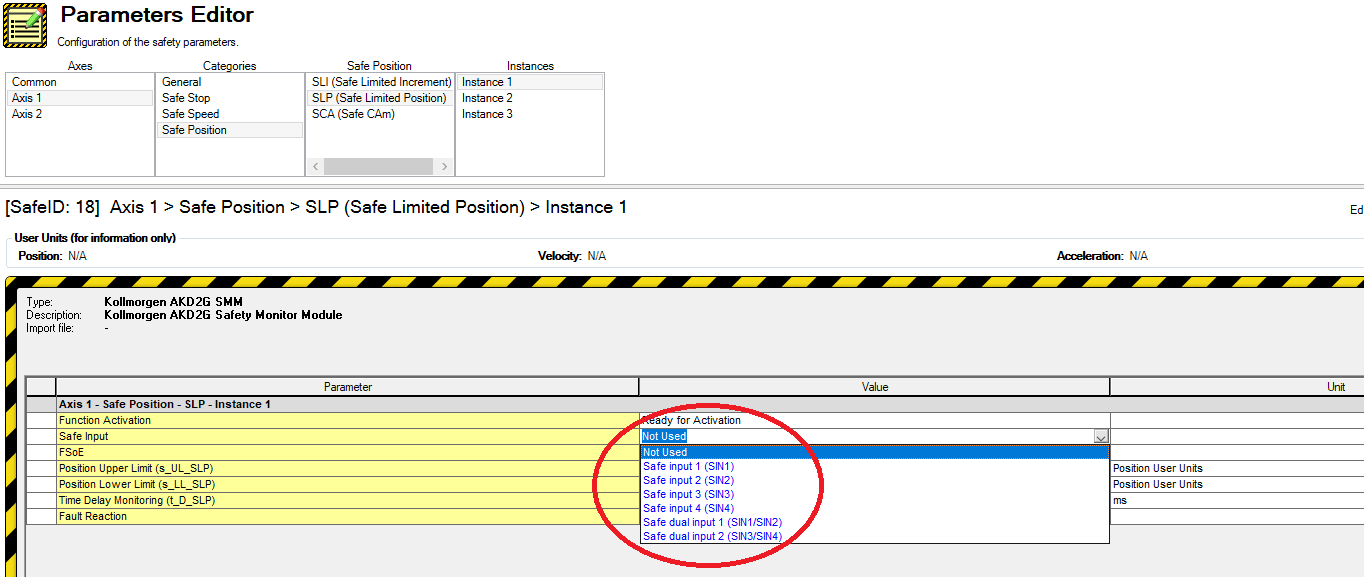 Parameters Editor
Configuration of the safety parameters.
Axes Categories Safe Position Instances
Common General SLI (Safe Limited Increment) Instance 1
Axis 1 Safe Stop SLP (Safe Limited Position) Instance 2
Axis 2 Safe Speed SCA (Safe CAm) Instance 3
Safe Position
[SafeID: 18] Axis 1 > Safe Position > SLP (Safe Limited Position) > Instance 1
Ed
User Units (for information only)
Position: N/A Velocity: N/A Acceleration: N/A
Type: Kollmorgen AKD2G SMM
Description: Kollmorgen AKD2G Safety Monitor Module
Import file: -
Parameter Value Unit
Axis 1 - Safe Position - SLP - Instance 1
Function Activation Ready for Activation
Safe Input Not Used
FSoE Not Used
Safe input 1 (SIN1)
Position Upper Limit (s_UL_SLP) Position User Units
Safe input 2 (SIN2)
Position Lower Limit (s_LL_SLP) Position User Units
Safe input 3 (SIN3)
Time Delay Monitoring (t_D_SLP) ms
Safe input 4 (SIN4)
Fault Reaction
Safe dual input 1 (SIN1/SIN2)
Safe dual input 2 (SIN3/SIN4)